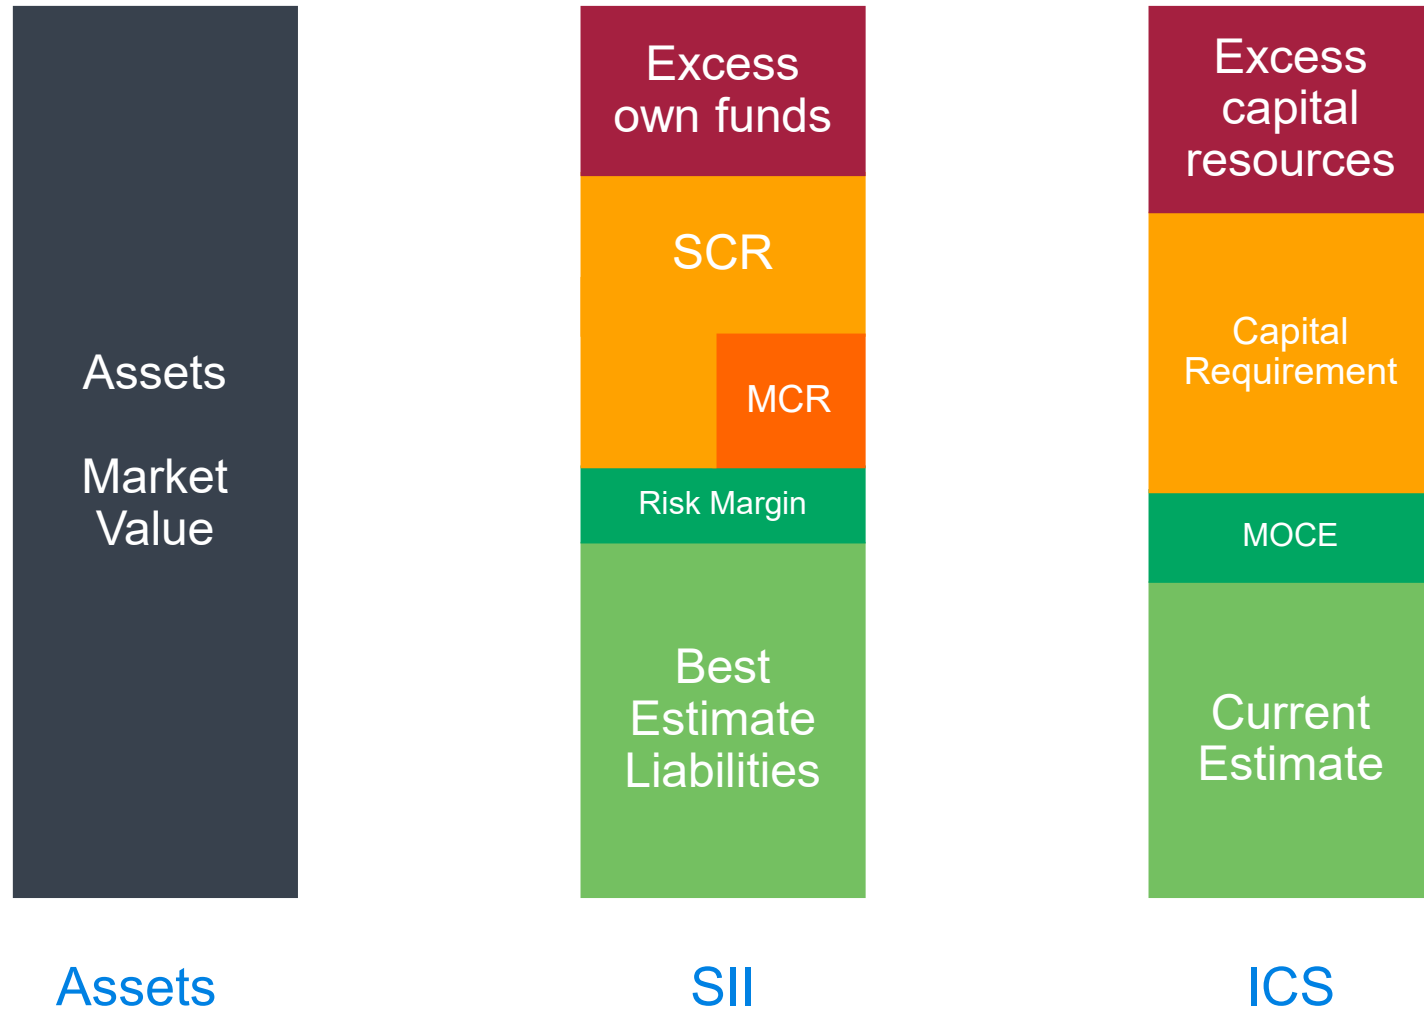 Assets
Market
Value
Excess
own funds
SCR
MCR
Risk Margin
Best
Estimate
Liabilities
Excess
capital
resources
Capital
Requirement
MOCE
Current
Estimate
Assets
SII
ICS